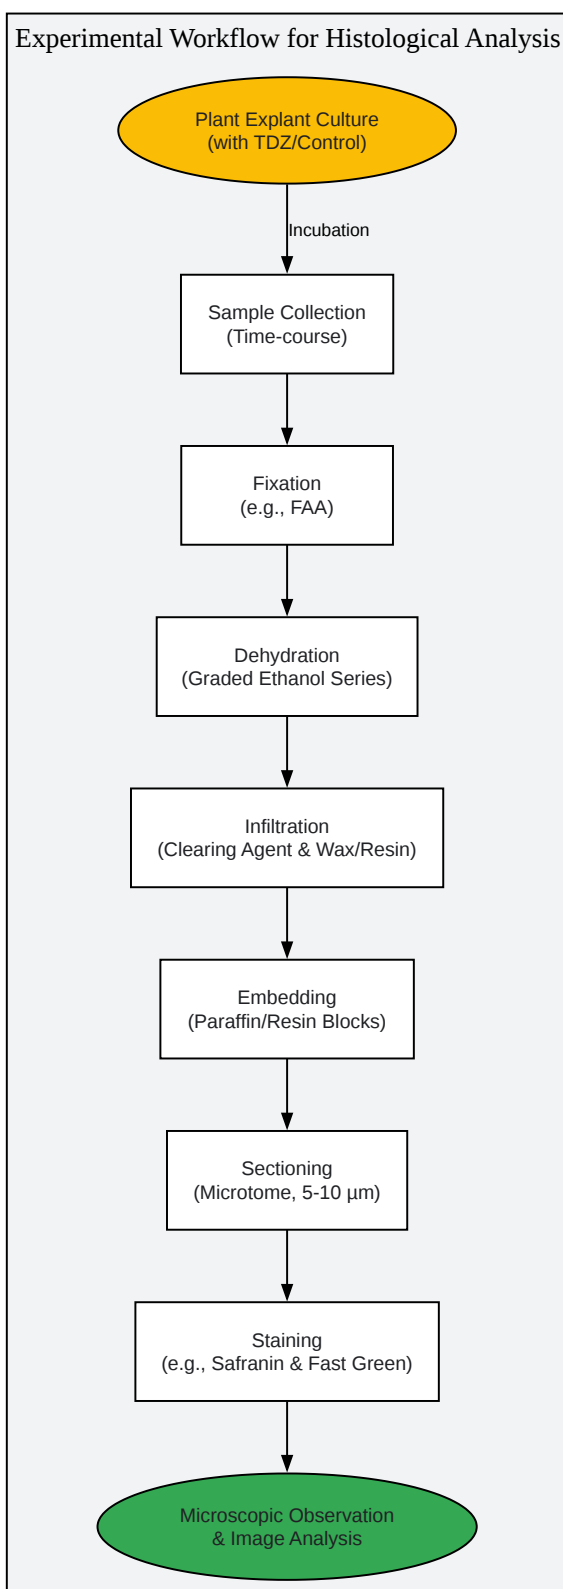 Experimental Workflow for Histological Analysis
Plant Explant Culture
(with TDZ/Control)
Incubation
Sample Collection
(Time-course)
Fixation
(e.g., FAA)
Dehydration
(Graded Ethanol Series)
Infiltration
(Clearing Agent & Wax/Resin)
Embedding
(Paraffin/Resin Blocks)
Sectioning
(Microtome, 5-10 µm)
Staining
(e.g., Safranin & Fast Green)
Microscopic Observation
& Image Analysis